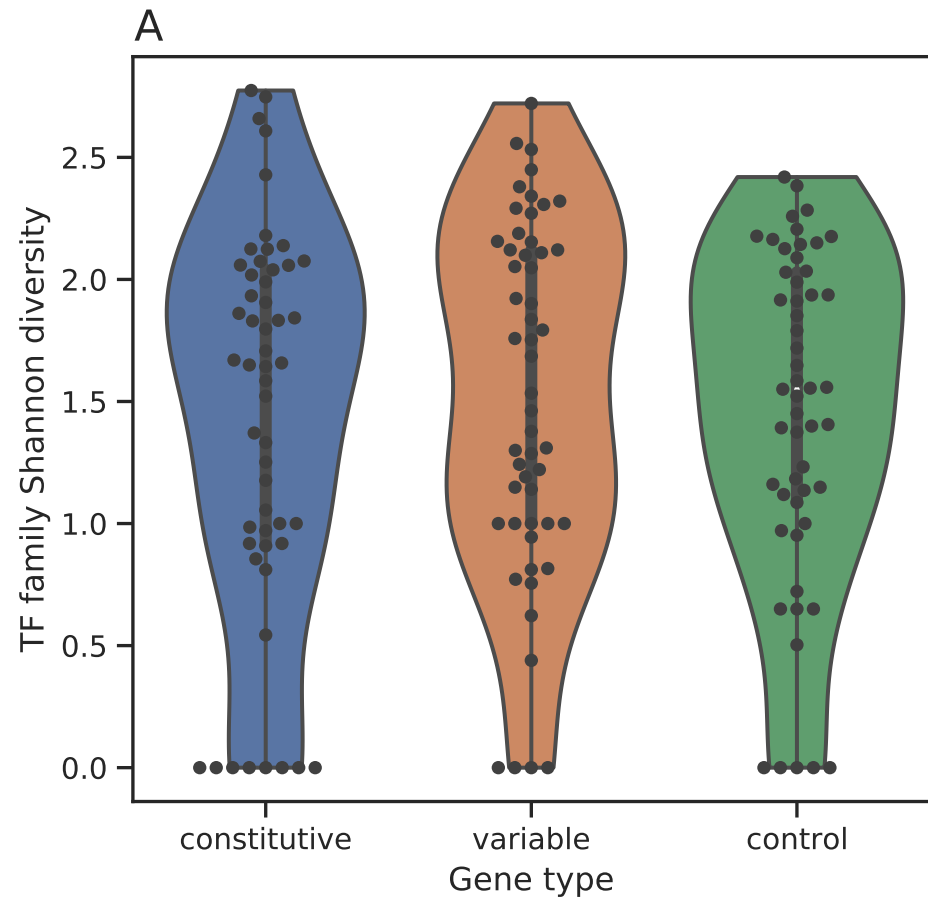 A
TF family Shannon diversity
2.5
2.0
1.5
1.0
0.5
0.0
constitutive variable control
Gene type